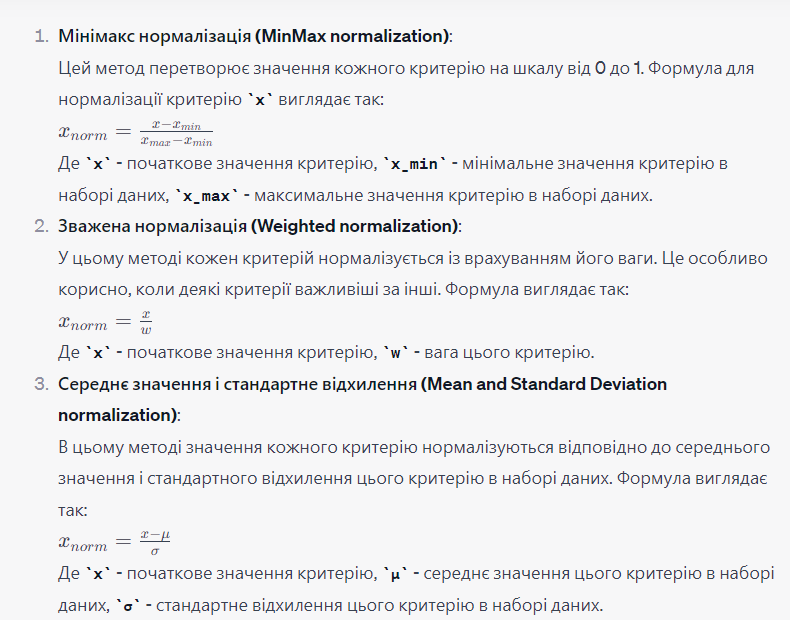 1. Мінімакс нормалізація (MinMax normalization):
Цей метод перетворює значення кожного критерію на шкалу від 0 до 1. Формула для
нормалізації критерію `x` виглядає так:
x_{norm} = \frac{x-x_{min}}{x_{max}-x_{min}}
Де `x` - початкове значення критерію, `x_min` - мінімальне значення критерію в
наборі даних, `x_max` - максимальне значення критерію в наборі даних.
2. Зважена нормалізація (Weighted normalization):
У цьому методі кожен критерій нормалізується із врахуванням його ваги. Це особливо
корисно, коли деякі критерії важливіші за інші. Формула виглядає так:
x_{norm} = \frac{x}{w}
Де `x` - початкове значення критерію, `w` - вага цього критерію.
3. Середнє значення і стандартне відхилення (Mean and Standard Deviation
normalization):
В цьому методі значення кожного критерію нормалізуються відповідно до середнього
значення і стандартного відхилення цього критерію в наборі даних. Формула виглядає
так:
x_{norm} = \frac{x-μ}{σ}
Де `x` - початкове значення критерію, `μ` - середнє значення цього критерію в наборі
даних, `σ` - стандартне відхилення цього критерію в наборі даних.